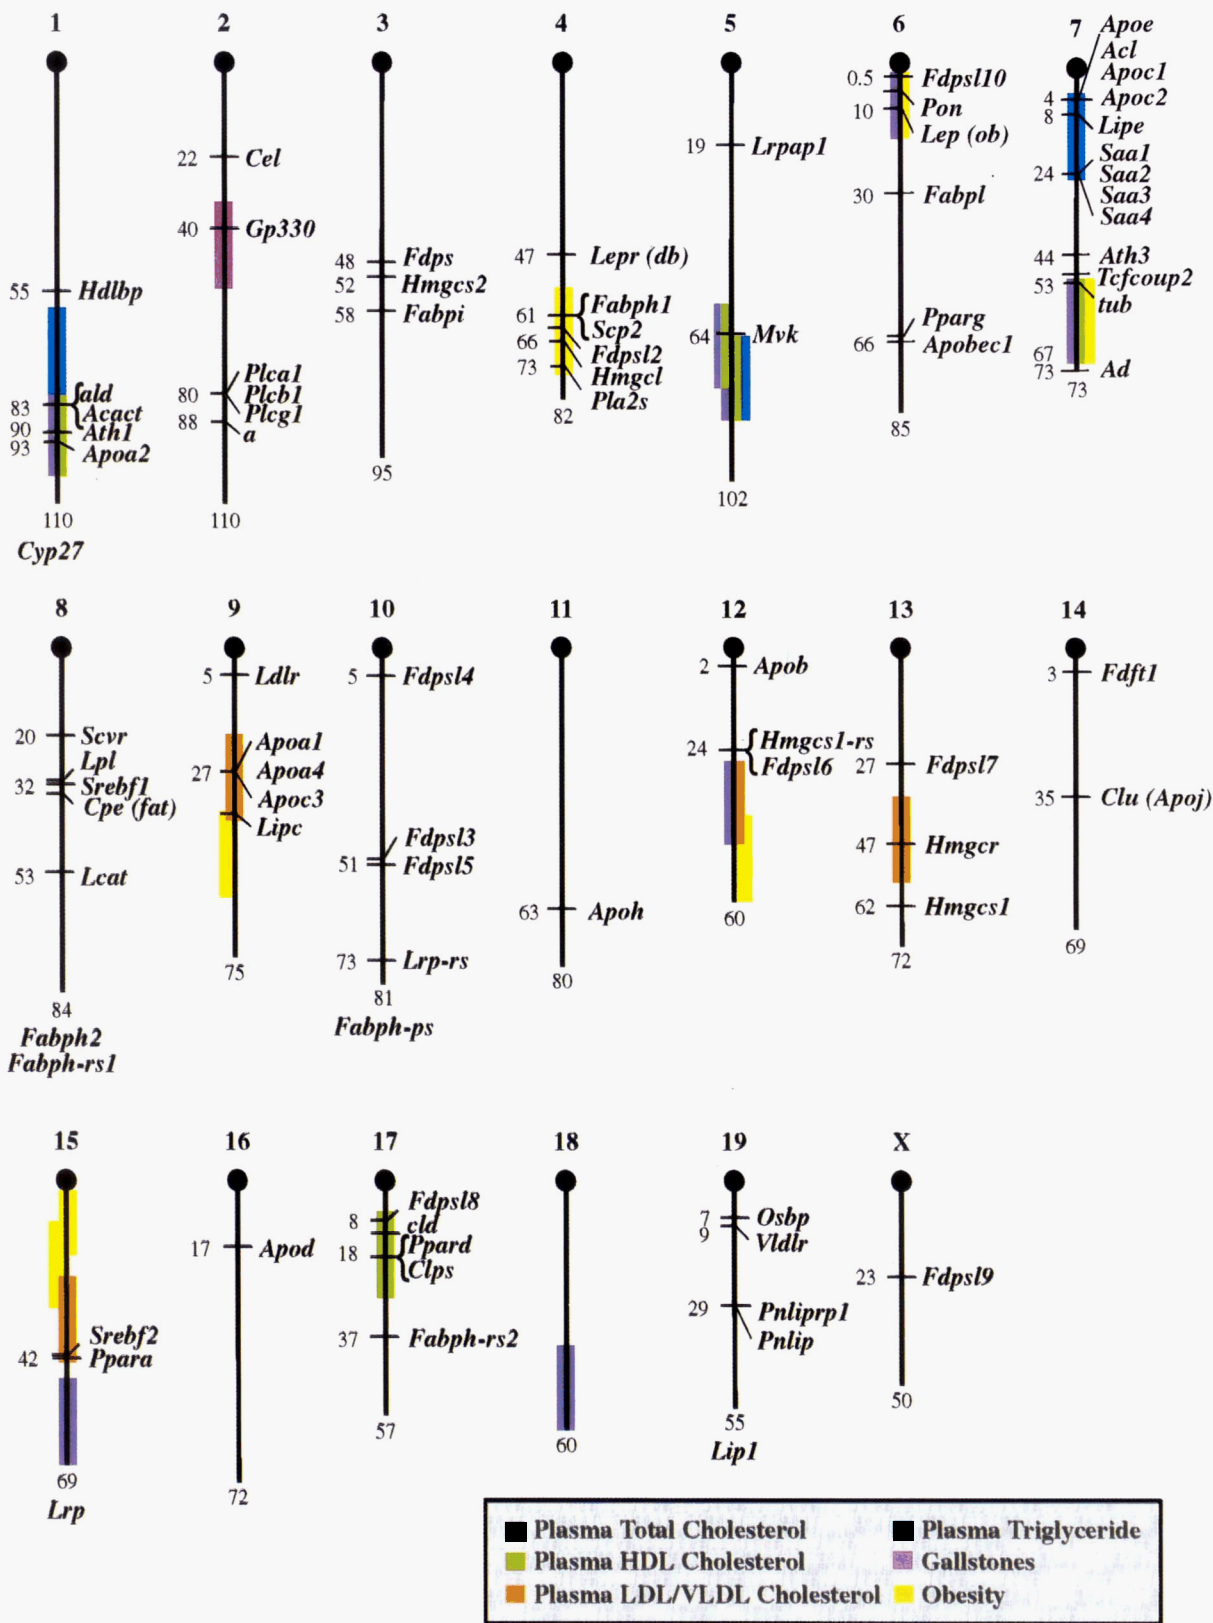 1
2
3
4
5
6
7
55
Hdlbp
83
ald
Acact
90
Ath1
93
Apoa2
110
Cyp27
22
Cel
40
Gp330
80
Plca1
Plcb1
Plcg1
88
a
110
48
Fdps
52
Hmgcs2
58
Fabpi
95
47
Lepr (db)
61
Fabph1
Scp2
66
Fdpsl2
Hmgcl
73
Pla2s
82
19
Lrpap1
64
Mvk
102
0.5
Fdpsl10
Pon
10
Lep (ob)
30
Fabpl
Pparg
66
Apobec1
85
Apoe
Acl
Apoc1
4
Apoc2
8
Lipe
Saa1
24
Saa2
Saa3
Saa4
44
Ath3
Tcfcoup2
53
tub
67
73
Ad
73
8
9
10
11
12
13
14
20
Scvr
Lpl
32
Srebf1
Cpe (fat)
53
Lcat
84
Fabph2
Fabph-rs1
5
Ldlr
Apoa1
27
Apoa4
Apoc3
Lipc
75
5
Fdpsl4
Fdpsl3
51
Fdpsl5
73
Lrp-rs
81
Fabph-ps
63
Apoh
80
2
Apob
24
Hmgcs1-rs
Fdpsl6
60
27
Fdpsl7
47
Hmgcr
62
Hmgcs1
72
3
Fdft1
35
Clu (Apoj)
69
15
16
17
18
19
X
Srebf2
42
Ppara
69
Lrp
17
Apod
72
8
Fdpsl8
cld
18
Ppard
Clps
37
Fabph-rs2
57
60
7
Osbp
9
Vldlr
29
Pnliprp1
Pnlip
55
Lip1
23
Fdpsl9
50
Plasma Total Cholesterol
Plasma HDL Cholesterol
Plasma LDL/VLDL Cholesterol
Plasma Triglyceride
Gallstones
Obesity